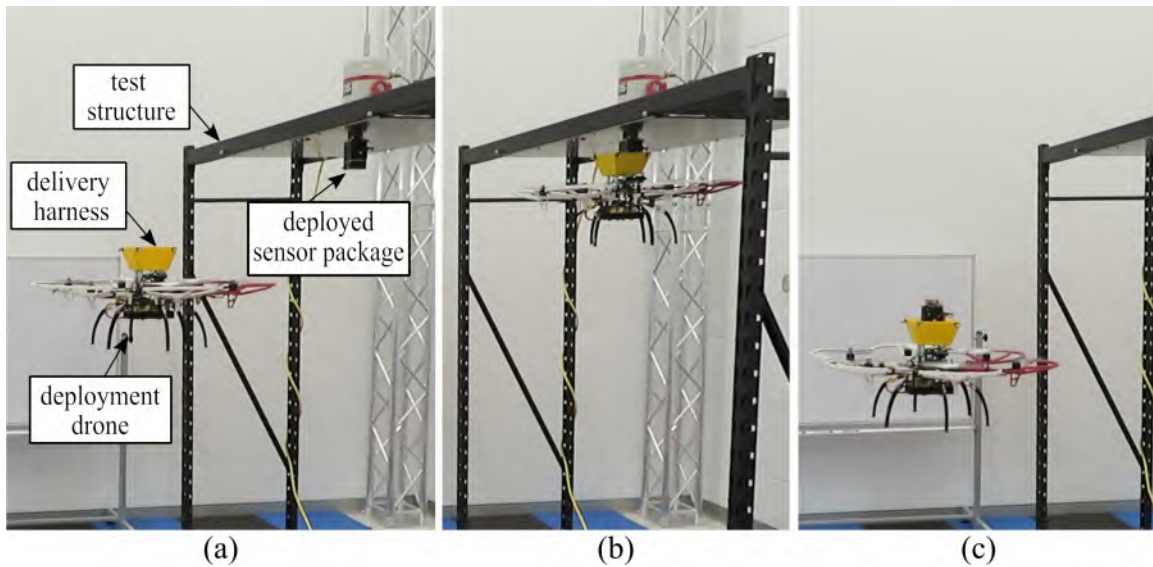 test
structure
delivery
harness
deployed
sensor package
deployment
drone
(a)
(b)
(c)